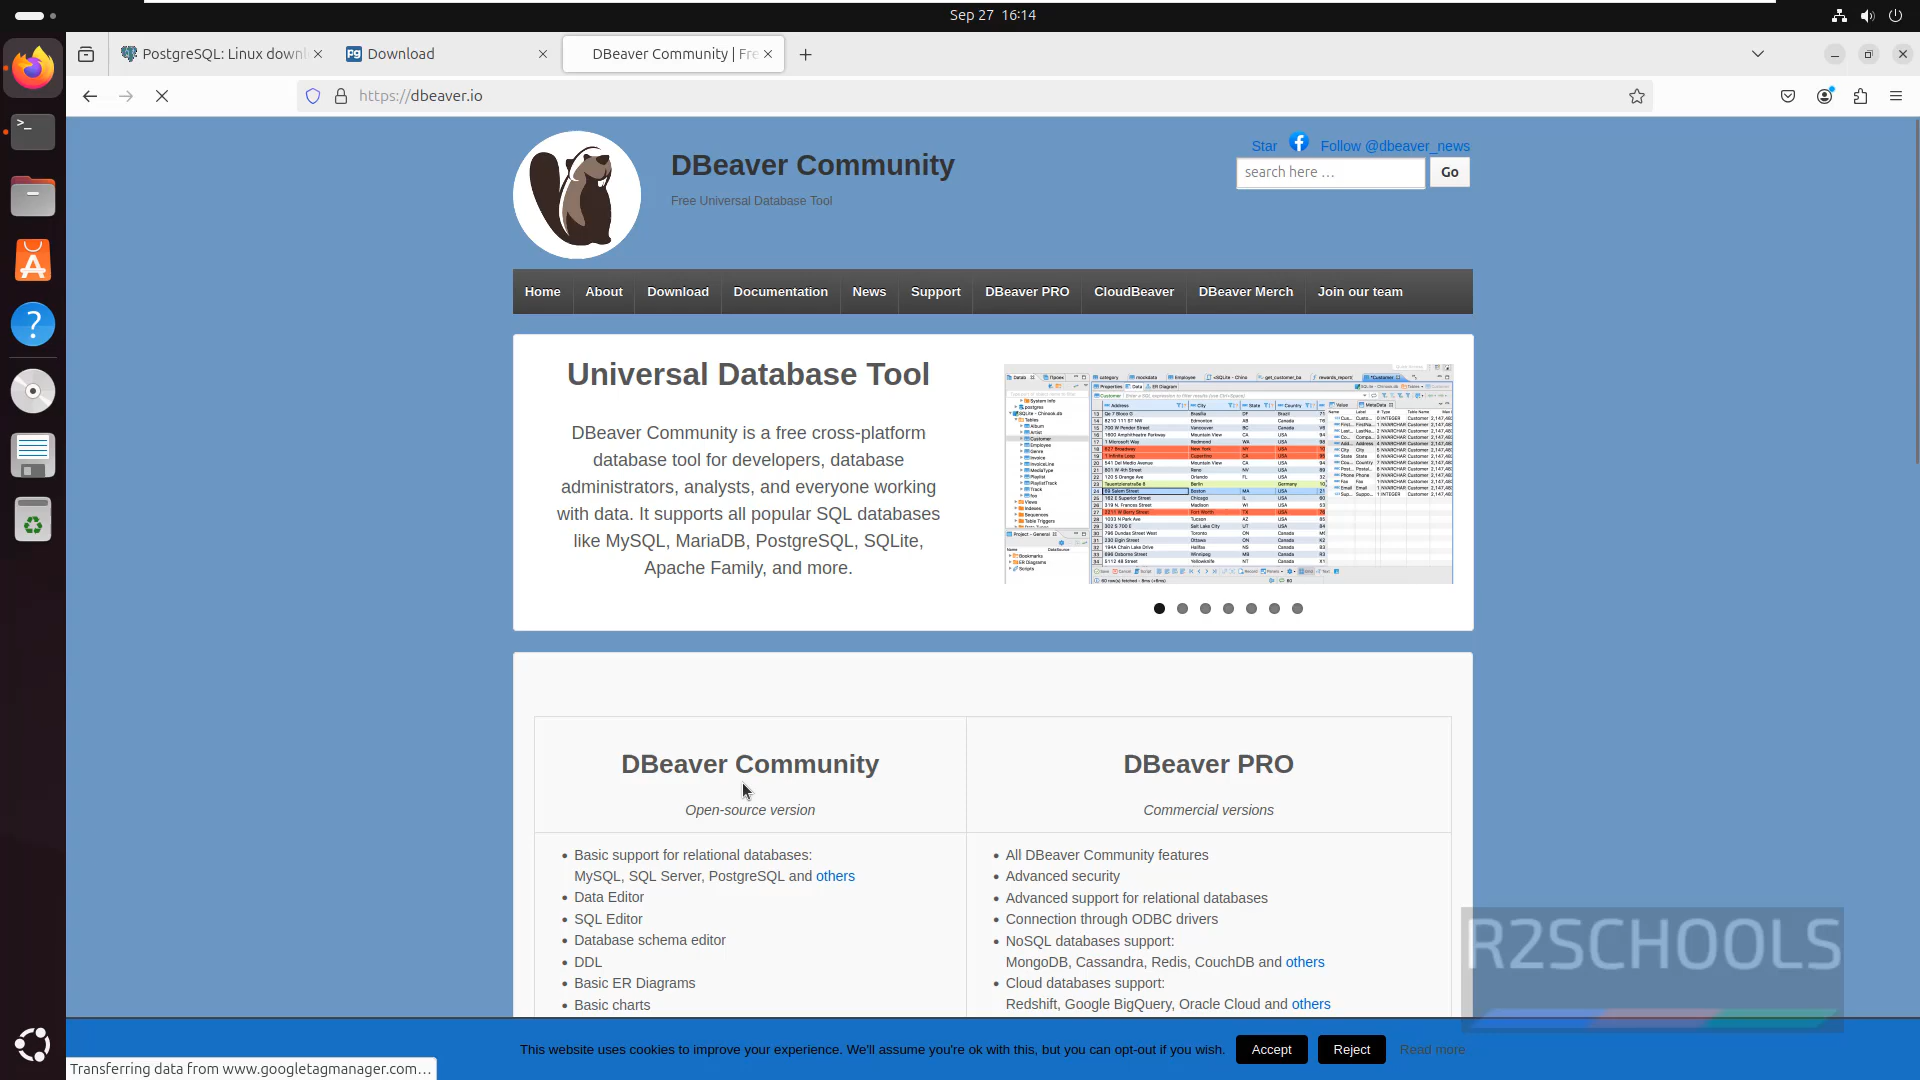 Sep 27 16:14
PostgreSQL: Linux downl
Download
DBeaver Community | Fre
https://dbeaver.io
DBeaver Community
Free Universal Database Tool
Star
Follow @dbeaver_news
search here …
Go
Home
About
Download
Documentation
News
Support
DBeaver PRO
CloudBeaver
DBeaver Merch
Join our team
Universal Database Tool
DBeaver Community is a free cross-platform
database tool for developers, database
administrators, analysts, and everyone working
with data. It supports all popular SQL databases
like MySQL, MariaDB, PostgreSQL, SQLite,
Apache Family, and more.
DBeaver Community
Open-source version
Basic support for relational databases:
MySQL, SQL Server, PostgreSQL and others
Data Editor
SQL Editor
Database schema editor
DDL
Basic ER Diagrams
Basic charts
DBeaver PRO
Commercial versions
All DBeaver Community features
Advanced security
Advanced support for relational databases
Connection through ODBC drivers
NoSQL databases support:
MongoDB, Cassandra, Redis, CouchDB and others
Cloud databases support:
Redshift, Google BigQuery, Oracle Cloud and others
R2SCHOOLS
This website uses cookies to improve your experience. We'll assume you're ok with this, but you can opt-out if you wish.
Accept
Reject
Read more
Transferring data from www.googletagmanager.com…